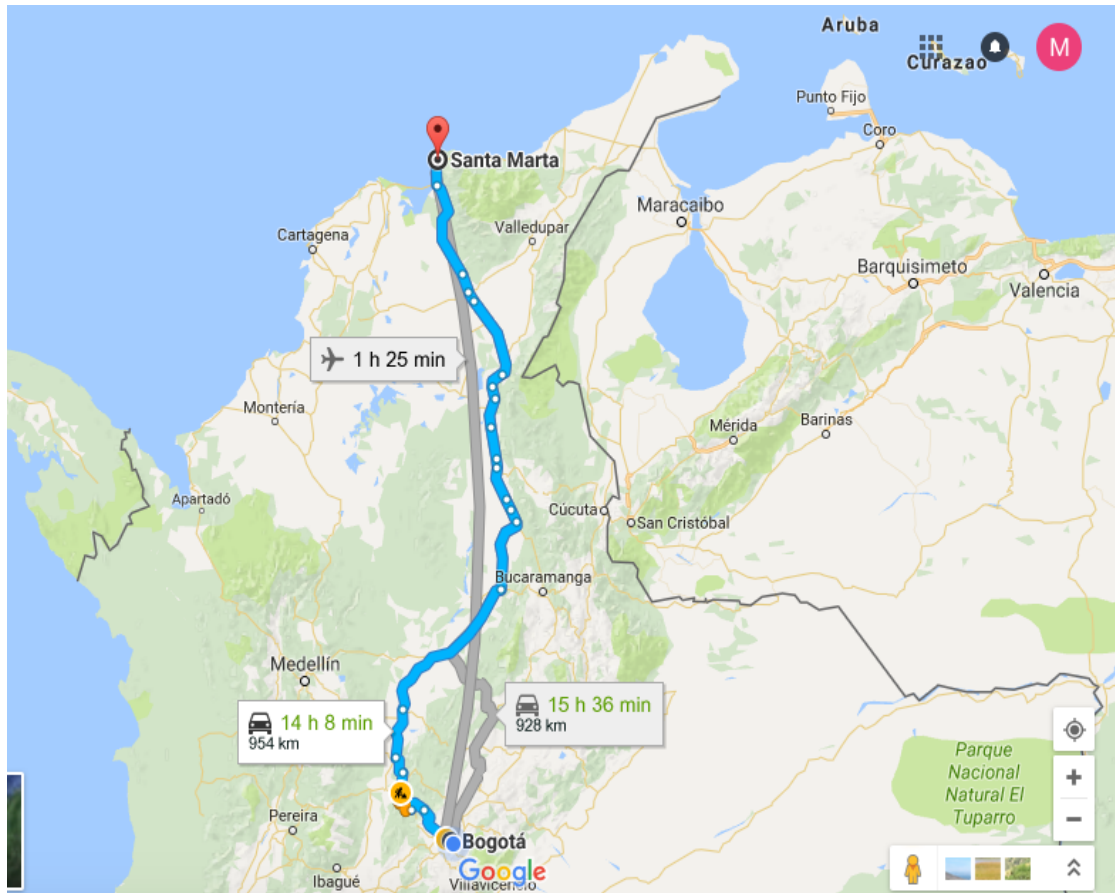 Aruba
Curazao
M
Punto Fijo
Coro
Santa Marta
Maracaibo
Valledupar
Cartagena
Barquisimeto
Valencia
1 h 25 min
Montería
Mérida
Barinas
Apartadó
Cúcuta
San Cristóbal
Bucaramanga
Medellín
14 h 8 min
954 km
15 h 36 min
928 km
Parque
Nacional
Natural El
Tuparro
Pereira
Bogotá
Google
Ibagué
Villavicencio